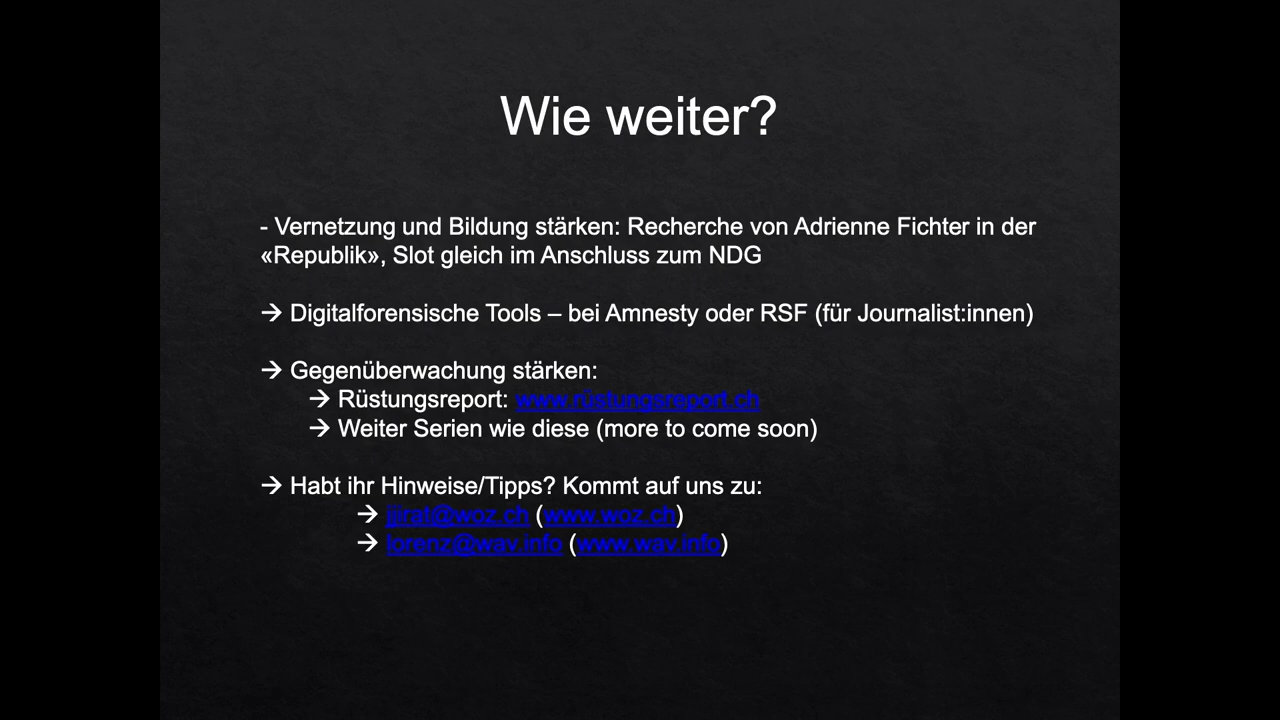 Wie weiter?
- Vernetzung und Bildung stärken: Recherche von Adrienne Fichter in der
«Republik», Slot gleich im Anschluss zum NDG
→ Digitalforensische Tools – bei Amnesty oder RSF (für Journalist:innen)
→ Gegenüberwachung stärken:
→ Rüstungsreport: www.rüstungsreport.ch
→ Weiter Serien wie diese (more to come soon)
→ Habt ihr Hinweise/Tipps? Kommt auf uns zu:
→ jjirat@woz.ch (www.woz.ch)
→ lorenz@wav.info (www.wav.info)